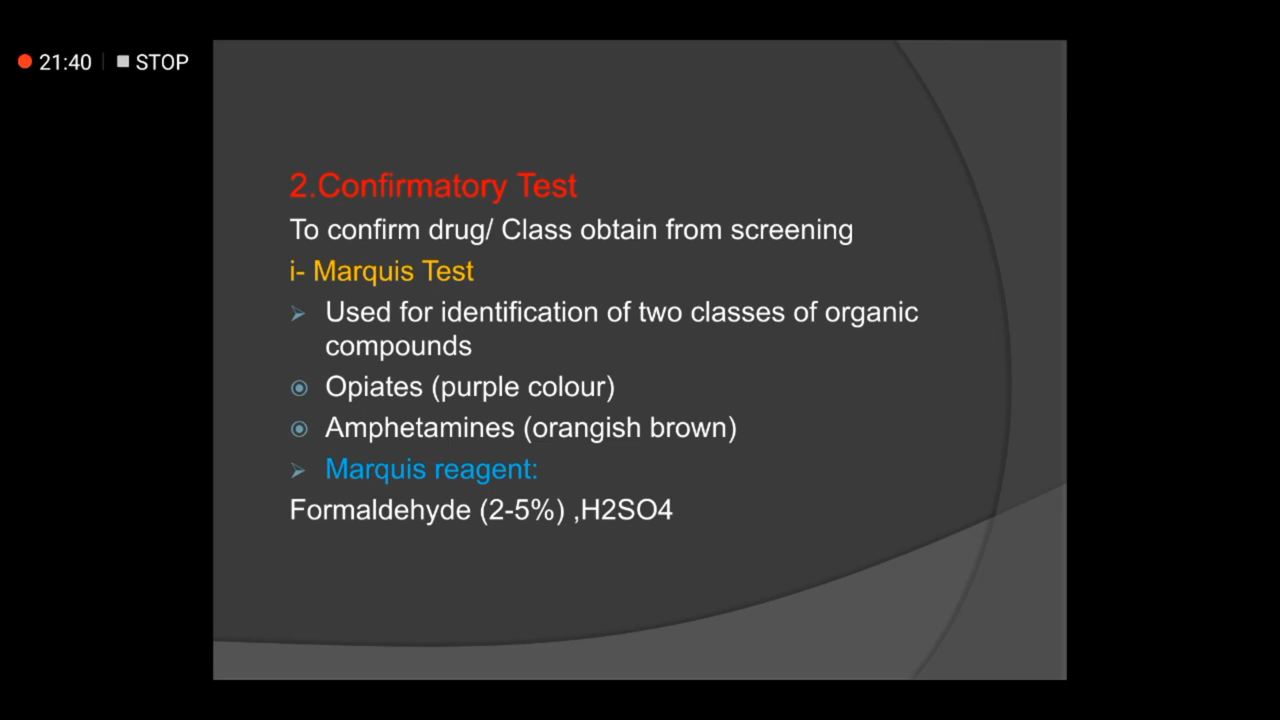 21:40 STOP
2.Confirmatory Test
To confirm drug/ Class obtain from screening
i- Marquis Test
Used for identification of two classes of organic
compounds
Opiates (purple colour)
Amphetamines (orangish brown)
Marquis reagent:
Formaldehyde (2-5%) ,H2SO4